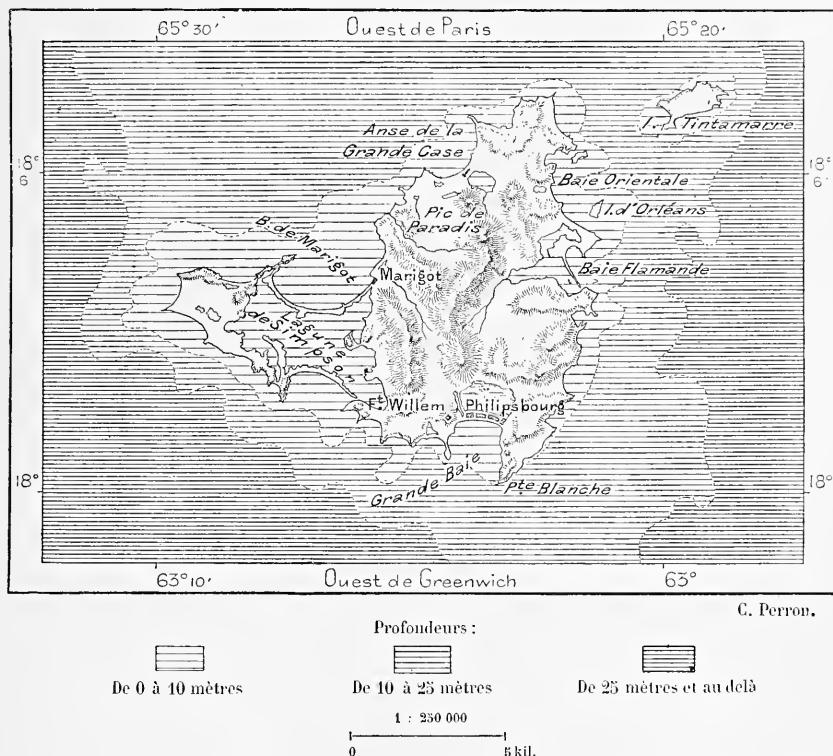 65° 30' Ouest de Paris 65° 20'
I. Tintamarre
Anse de la
Grande Case
18°
6'
18°
6'
Baie Orientale
I. d'Orléans
Pic de
Paradis
B. de Marigot
Marigot
Baie Flamande
Lagune
de Simpson
Ft Willem
Philipsbourg
18°
18°
Grande Baie
Pte Blanche
63° 10' Ouest de Greenwich 63°
C. Perron.
Profondeurs :
De 0 à 10 mètres De 10 à 25 mètres De 25 mètres et au delà
1 : 250 000
0 5 kil.